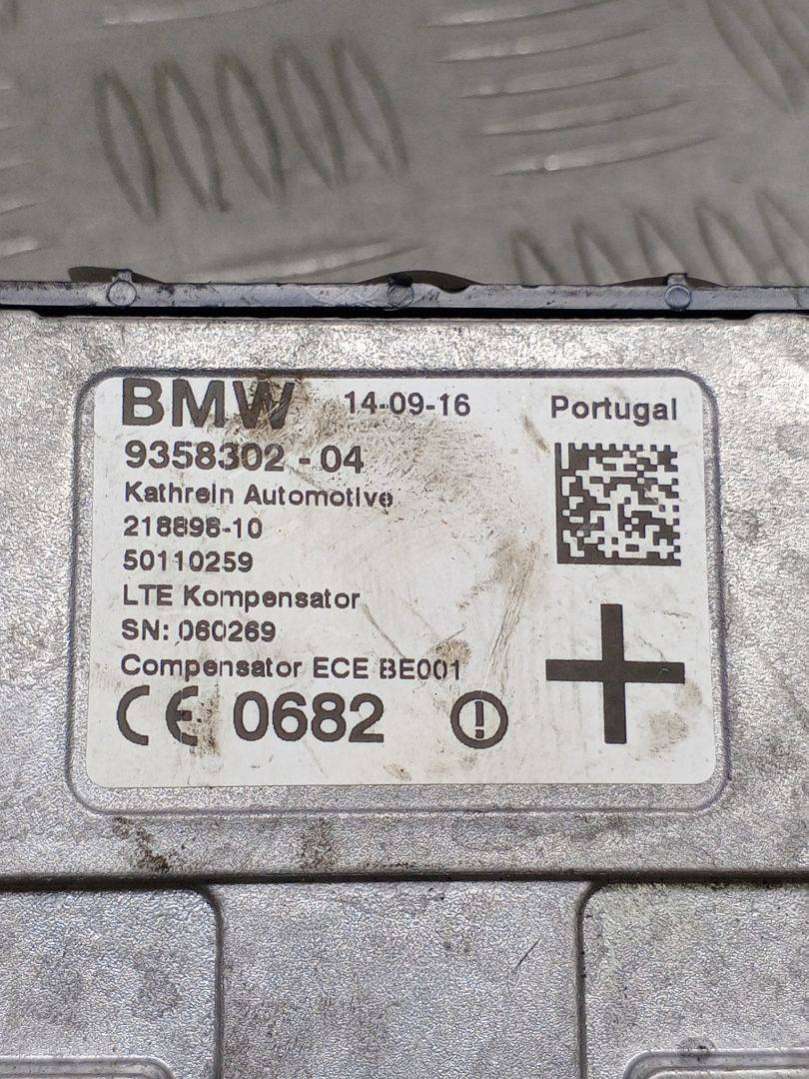 BMW 14-09-16 Portugal
9358302 - 04
Kathrein Automotive
218898-10
50110259
LTE Kompensator
SN: 060269
Compensator ECE BE001
CE 0682